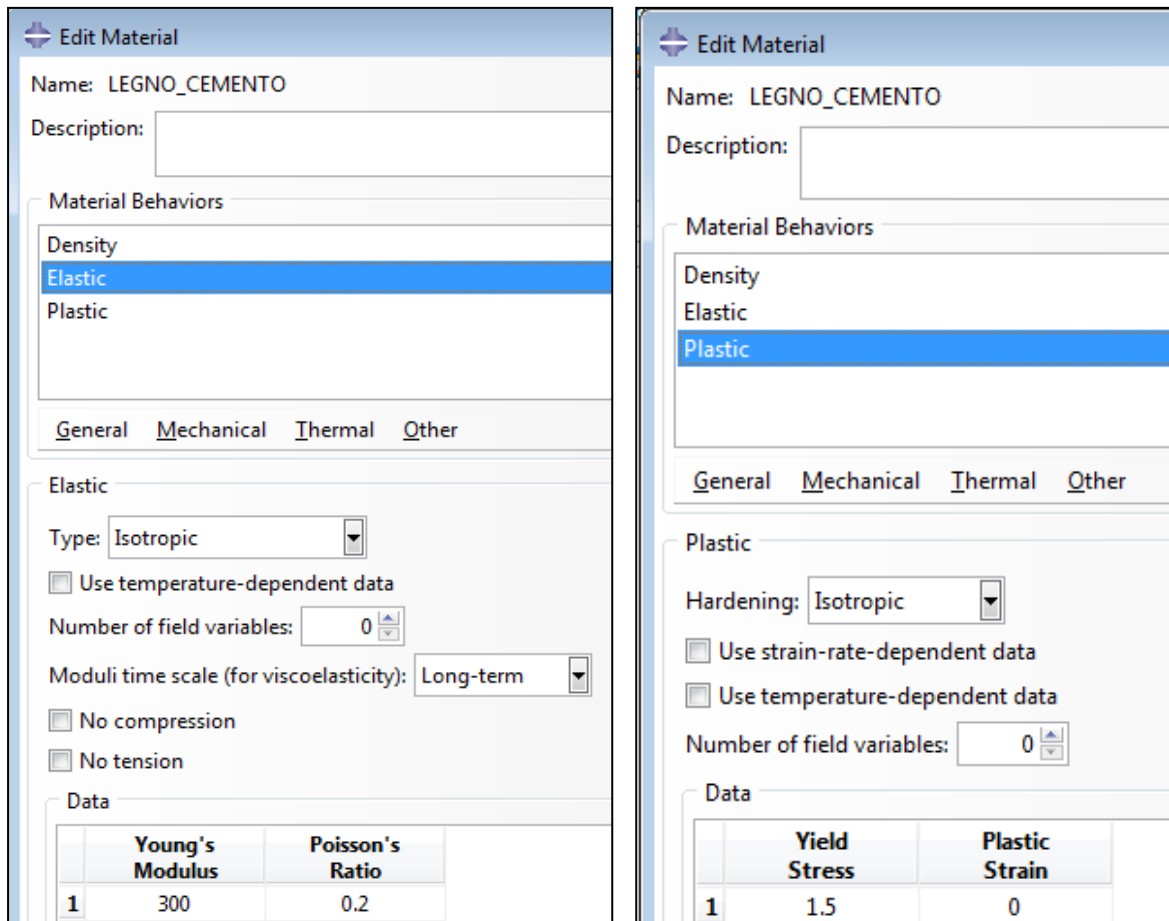 Edit Material
Name: LEGNO_CEMENTO
Description:
Material Behaviors
Density
Elastic
Plastic
General Mechanical Thermal Other
Elastic
Type: Isotropic
Use temperature-dependent data
Number of field variables: 0
Moduli time scale (for viscoelasticity): Long-term
No compression
No tension
Data
Young's Poisson's
Modulus Ratio
1 300 0.2
Edit Material
Name: LEGNO_CEMENTO
Description:
Material Behaviors
Density
Elastic
Plastic
General Mechanical Thermal Other
Plastic
Hardening: Isotropic
Use strain-rate-dependent data
Use temperature-dependent data
Number of field variables: 0
Data
Yield Plastic
Stress Strain
1 1.5 0